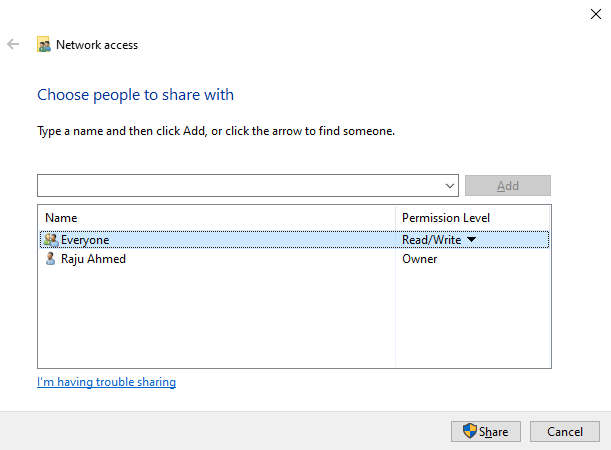 Network access
Choose people to share with
Type a name and then click Add, or click the arrow to find someone.
Add
Name Permission Level
Everyone Read/Write
Raju Ahmed Owner
I'm having trouble sharing
Share Cancel